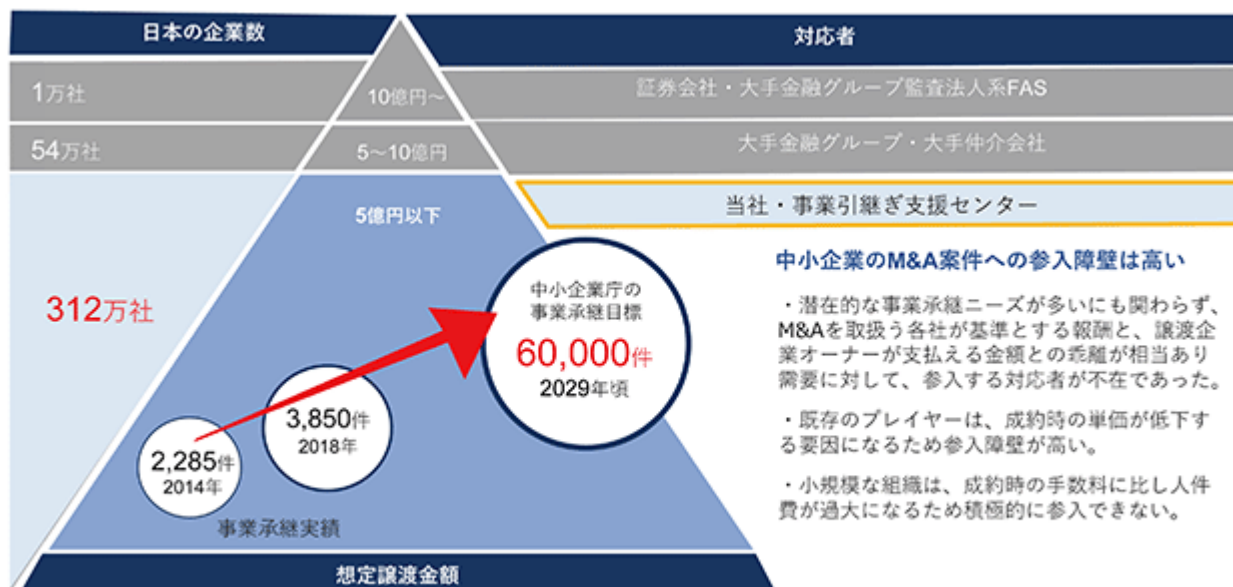 日本の企業数
対応者
1万社
10億円~
証券会社・大手金融グループ監査法人系FAS
54万社
5~10億円
大手金融グループ・大手仲介会社
5億円以下
当社・事業引継ぎ支援センター
312万社
中小企業庁の
事業承継目標
60,000件
2029年頃
3,850件
2018年
2,285件
2014年
事業承継実績
中小企業のM&A案件への参入障壁は高い
・潜在的な事業承継ニーズが多いにも関わらず、
M&Aを取扱う各社が基準とする報酬と、譲渡企
業オーナーが支払える金額との乖離が相当あり
需要に対して、参入する対応者が不在であった。
・既存のプレイヤーは、成約時の単価が低下す
る要因になるため参入障壁が高い。
・小規模な組織は、成約時の手数料に比し人件
費が過大になるため積極的に参入できない。
想定譲渡金額